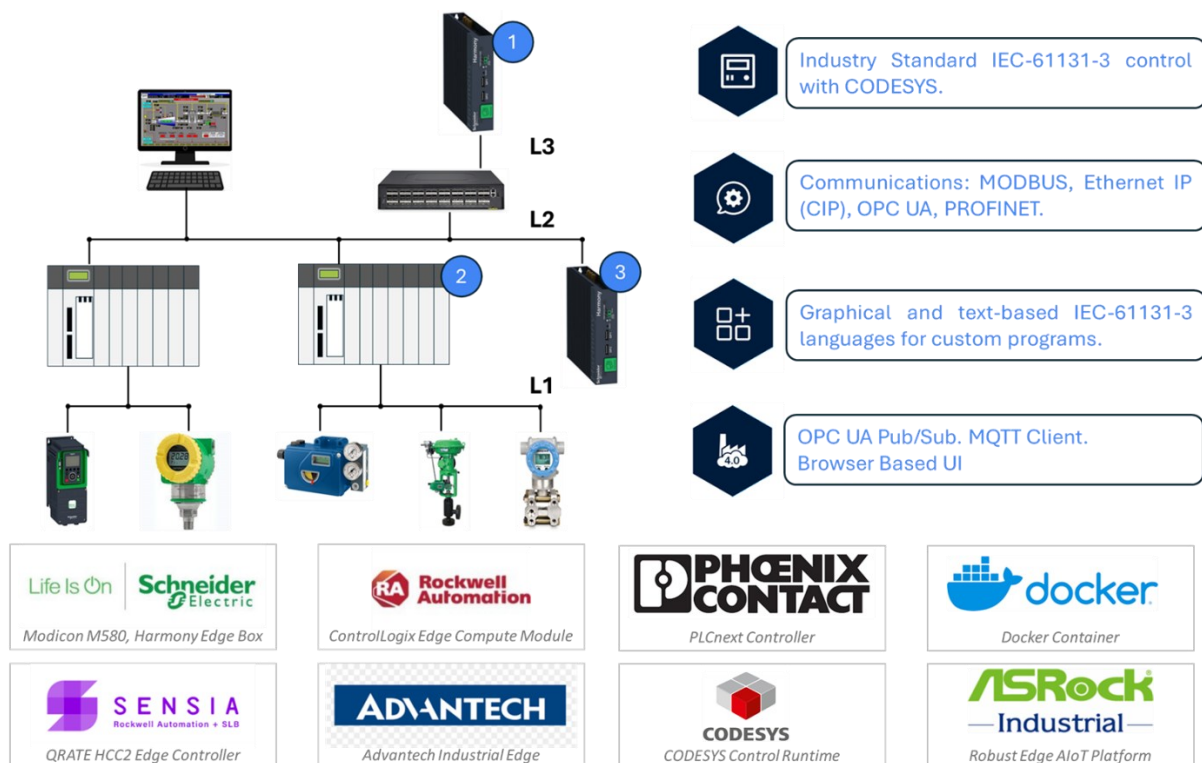 1
Industry Standard IEC-61131-3 control
with CODESYS.
Harmony
L3
Communications: MODBUS, Ethernet IP
(CIP), OPC UA, PROFINET.
L2
2
3
Harmony
Graphical and text-based IEC-61131-3
languages for custom programs.
L1
4.0
OPC UA Pub/Sub. MQTT Client.
Browser Based UI
Life Is On
Schneider
Electric
Modicon M580, Harmony Edge Box
RA
Rockwell
Automation
ControlLogix Edge Compute Module
PHŒNIX
CONTACT
PLCnext Controller
docker
Docker Container
SENSIA
Rockwell Automation + SLB
QRATE HCC2 Edge Controller
ADVANTECH
Advantech Industrial Edge
CODESYS
CODESYS Control Runtime
ASRock
Industrial
Robust Edge AIoT Platform